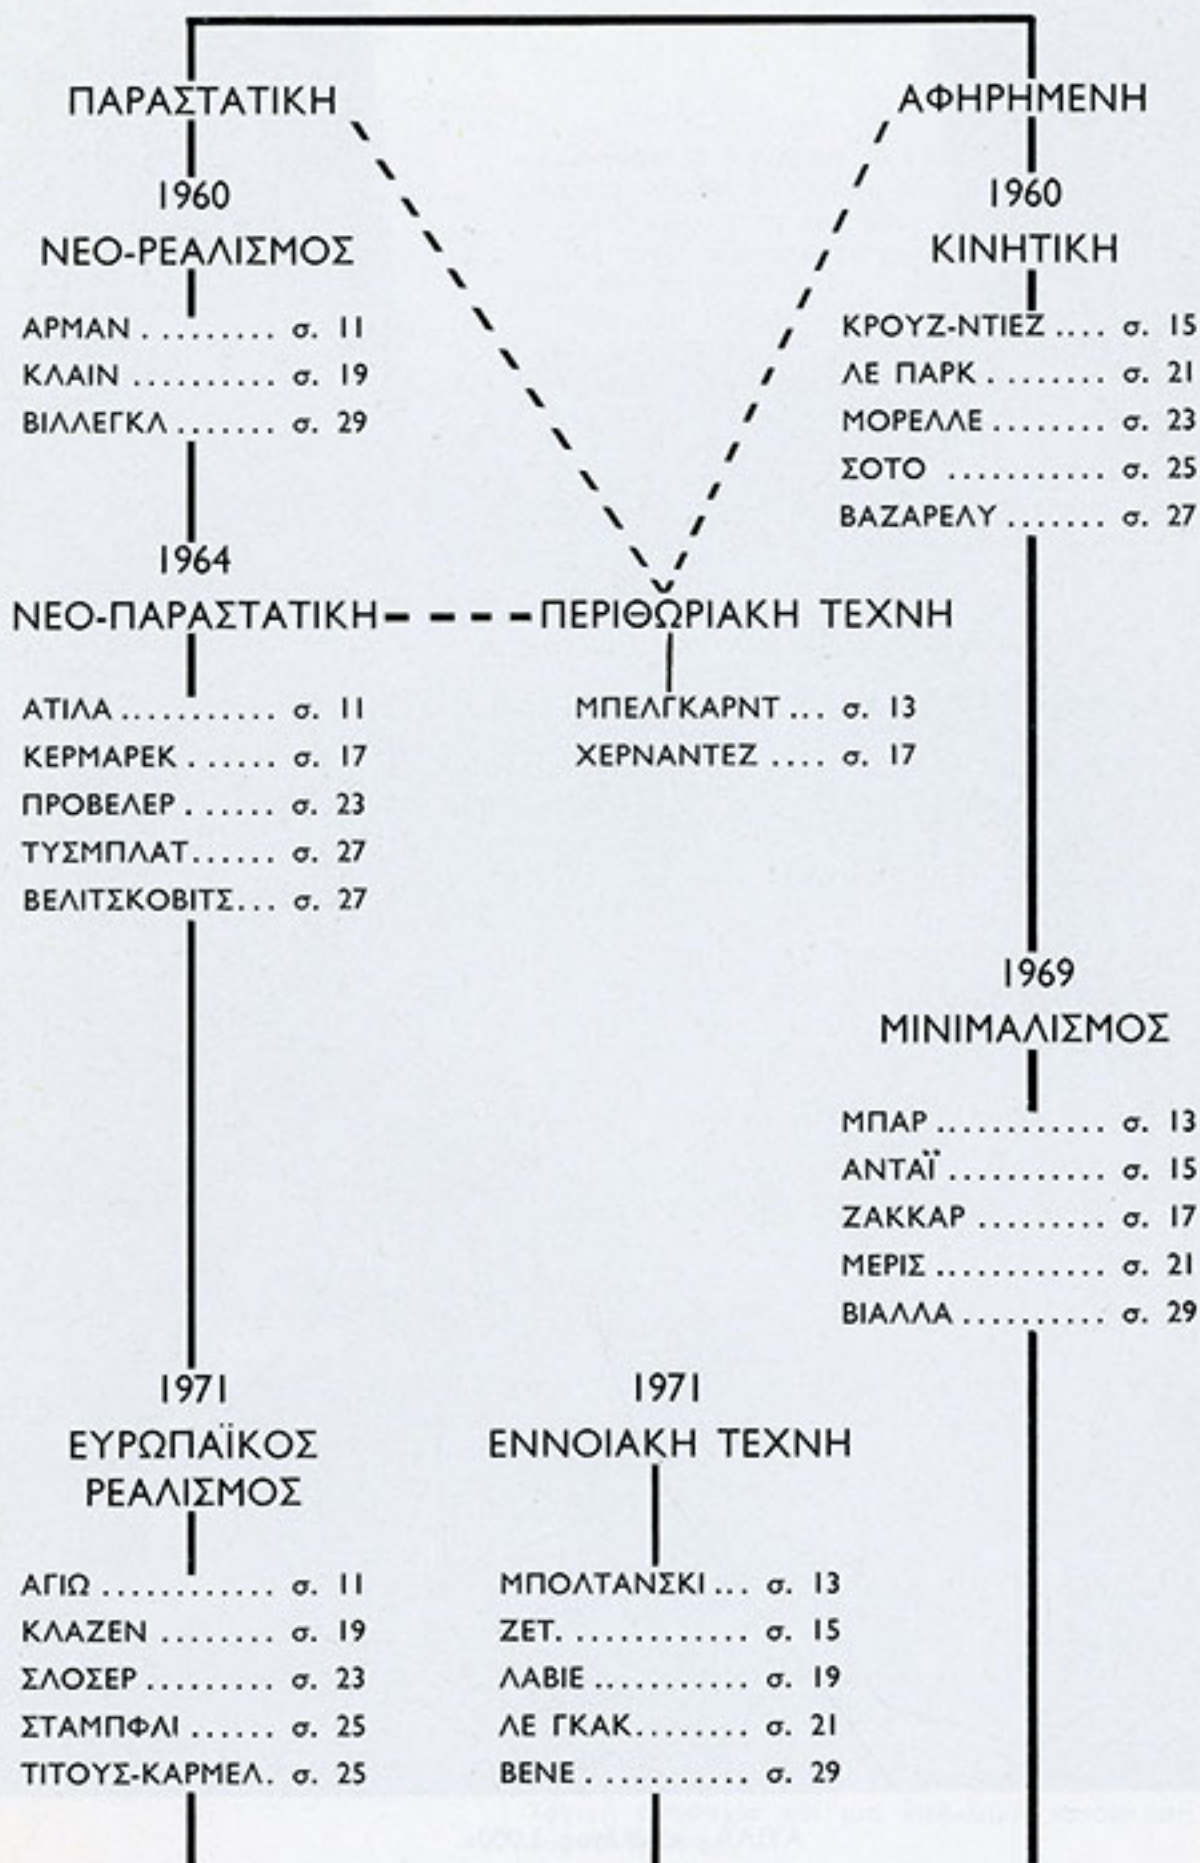 ΠΑΡΑΣΤΑΤΙΚΗ
1960
ΝΕΟ-ΡΕΑΛΙΣΜΟΣ
ΑΡΜΑΝ ......... σ. 11
ΚΛΑΙΝ .......... σ. 19
ΒΙΛΛΕΓΚΛ ....... σ. 29
1964
ΝΕΟ-ΠΑΡΑΣΤΑΤΙΚΗ
ΑΤΙΛΑ ........... σ. 11
ΚΕΡΜΑΡΕΚ ...... σ. 17
ΠΡΟΒΕΛΕΡ ...... σ. 23
ΤΥΣΜΠΛΑΤ...... σ. 27
ΒΕΛΙΤΣΚΟΒΙΤΣ... σ. 27
1971
ΕΥΡΩΠΑΪΚΟΣ
ΡΕΑΛΙΣΜΟΣ
ΑΓΙΩ ............ σ. 11
ΚΛΑΖΕΝ ........ σ. 19
ΣΛΟΣΕΡ ......... σ. 23
ΣΤΑΜΠΦΛΙ ...... σ. 25
ΤΙΤΟΥΣ-ΚΑΡΜΕΛ. σ. 25
ΠΕΡΙΘΩΡΙΑΚΗ ΤΕΧΝΗ
ΜΠΕΛΓΚΑΡΝΤ ... σ. 13
ΧΕΡΝΑΝΤΕΖ .... σ. 17
1971
ΕΝΝΟΙΑΚΗ ΤΕΧΝΗ
ΜΠΟΛΤΑΝΣΚΙ ... σ. 13
ΖΕΤ. ............ σ. 15
ΛΑΒΙΕ ........... σ. 19
ΛΕ ΓΚΑΚ........ σ. 21
ΒΕΝΕ . .......... σ. 29
ΑΦΗΡΗΜΕΝΗ
1960
ΚΙΝΗΤΙΚΗ
ΚΡΟΥΖ-ΝΤΙΕΖ .... σ. 15
ΛΕ ΠΑΡΚ ........ σ. 21
ΜΟΡΕΛΛΕ ........ σ. 23
ΣΟΤΟ ........... σ. 25
ΒΑΖΑΡΕΛΥ ....... σ. 27
1969
ΜΙΝΙΜΑΛΙΣΜΟΣ
ΜΠΑΡ ............ σ. 13
ΑΝΤΑΪ ........... σ. 15
ΖΑΚΚΑΡ ......... σ. 17
ΜΕΡΙΣ ............ σ. 21
ΒΙΑΛΛΑ .......... σ. 29